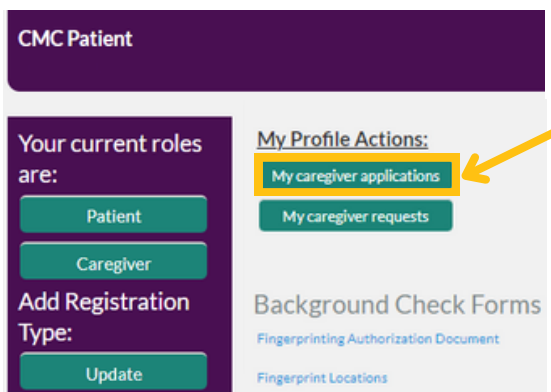 CMC Patient
Your current roles
are:
Patient
Caregiver
Add Registration
Type:
Update
My Profile Actions:
My caregiver applications
My caregiver requests
Background Check Forms
Fingerprinting Authorization Document
Fingerprint Locations